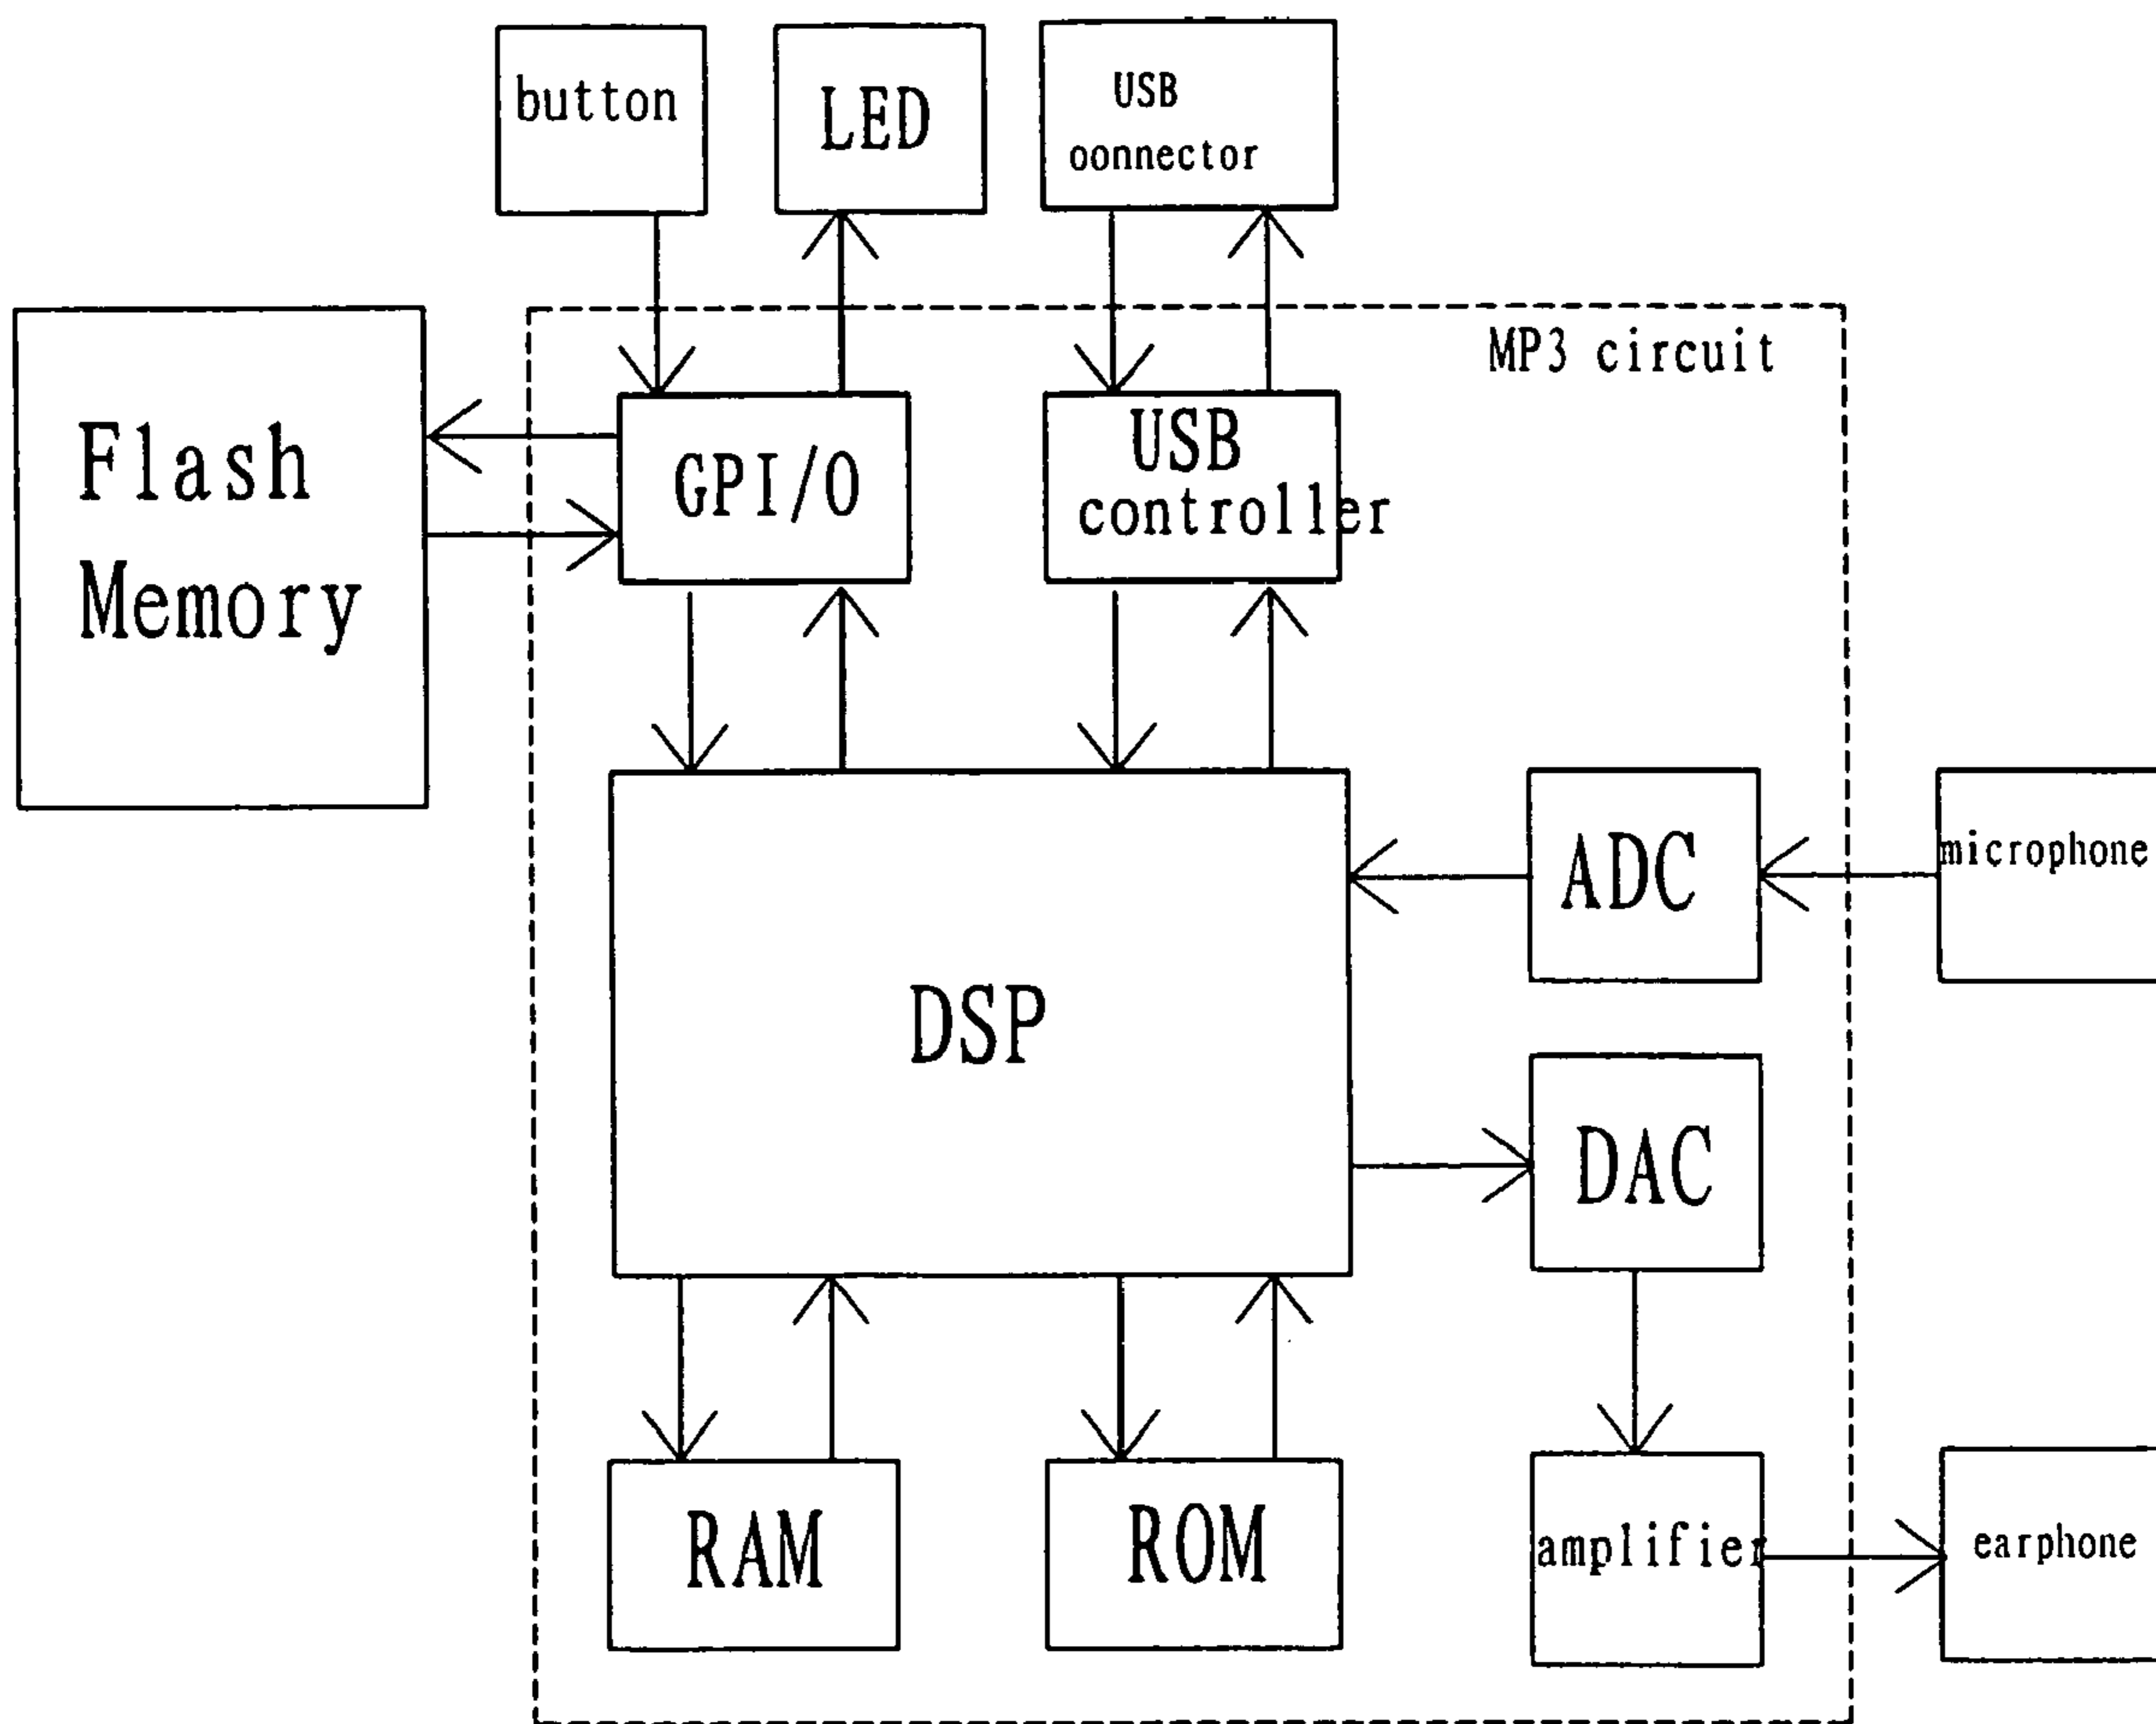 button
LED
USB
oonnector
MP3 circuit
Flash
Memory
GPI/O
USB
controller
ADC
microphone
DSP
DAC
RAM
ROM
amplifier
earphone